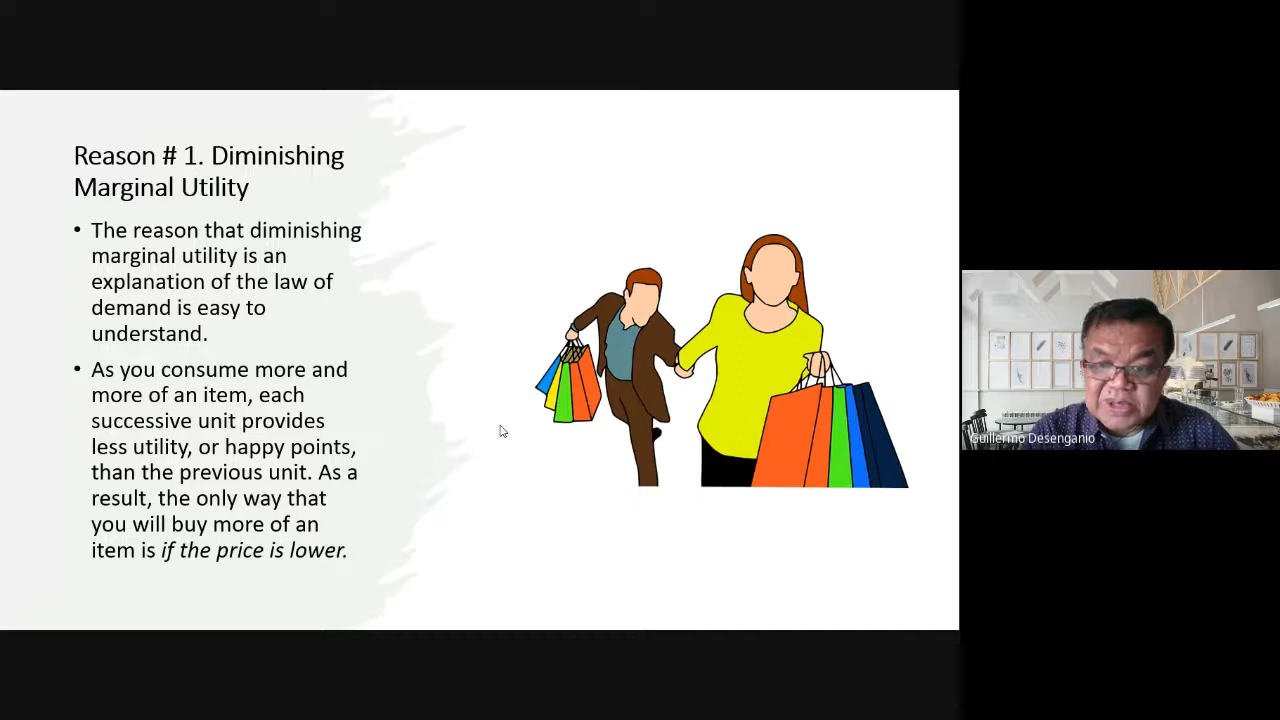 Reason # 1. Diminishing
Marginal Utility
• The reason that diminishing
marginal utility is an
explanation of the law of
demand is easy to
understand.
• As you consume more and
more of an item, each
successive unit provides
less utility, or happy points,
than the previous unit. As a
result, the only way that
you will buy more of an
item is if the price is lower.
Guillermo Desenganio